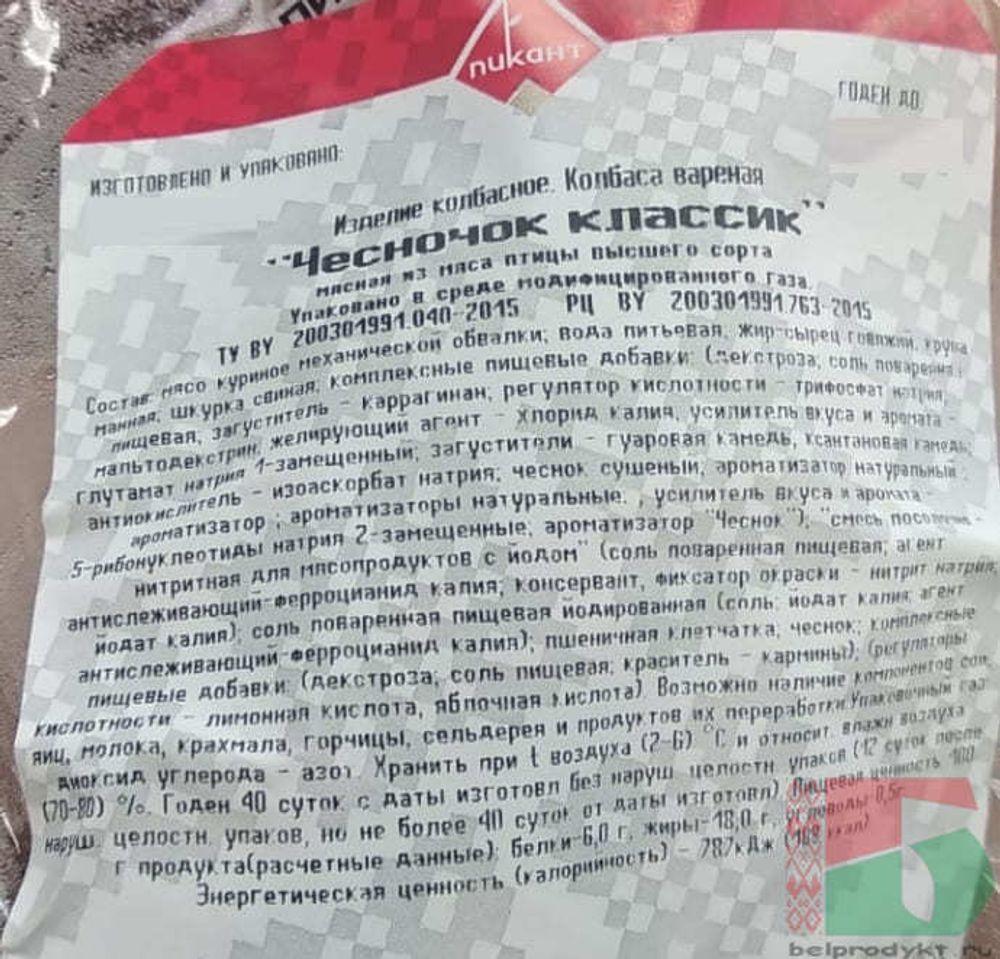 пикант
ГОДЕН ДО:
ИЗГОТОВЛЕНО И УПАКОВАНО:
Изделие колбасное. Колбаса вареная
"Чесночок классик"
мясная из мяса птицы высшего сорта
Упаковано в среде модифицированного газа.
ТУ BY 200301991.040-2015 РЦ BY 200301991.763-2015
Состав: мясо куриное механической обвалки; вода питьевая, жир-сырец говяжий, крупа
манная; шкурка свиная; комплексные пищевые добавки: (декстроза; соль поваренная
пищевая; загуститель - каррагинан; регулятор кислотности - трифосфат натрия;
мальтодекстрин; желирующий агент - хлорид калия; усилитель вкуса и аромата -
глутамат натрия 1-замещенный; загустители - гуаровая камедь, ксантановая камедь;
антиокислитель - изоаскорбат натрия; чеснок сушеный; ароматизатор натуральный;
ароматизатор ; ароматизаторы натуральные; , усилитель вкуса и аромата -
5-рибонуклеотиды натрия 2-замещенные; ароматизатор "Чеснок"); "смесь посолочно-
нитритная для мясопродуктов с йодом" (соль поваренная пищевая; агент
антислеживающий-ферроцианид калия; консервант, фиксатор окраски - нитрит натрия;
йодат калия); соль поваренная пищевая йодированная (соль; йодат калия; агент
антислеживающий-ферроцианид калия); пшеничная клетчатка; чеснок; комплексные
пищевые добавки: (декстроза; соль пищевая; краситель - кармины); (регуляторы
кислотности - лимонная кислота, яблочная кислота). Возможно наличие компонентов сои,
яиц, молока, крахмала, горчицы, сельдерея и продуктов их переработки.Упаковочный газ:
диоксид углерода - азот. Хранить при t воздуха (2-6) °C и относит. влажн воздуха
(70-80) %. Годен 40 суток с даты изготовл без наруш. целостн упаков (12 суток после
наруш. целостн. упаков, но не более 40 суток от даты изготовл). Пищевая ценность 100
г продукта(расчетные данные): белки-6,0 г, жиры-18,0 г, углеводы 0,5г.
Энергетическая ценность (калорийность) - 787кДж (189 ккал)
belprodykt.ru